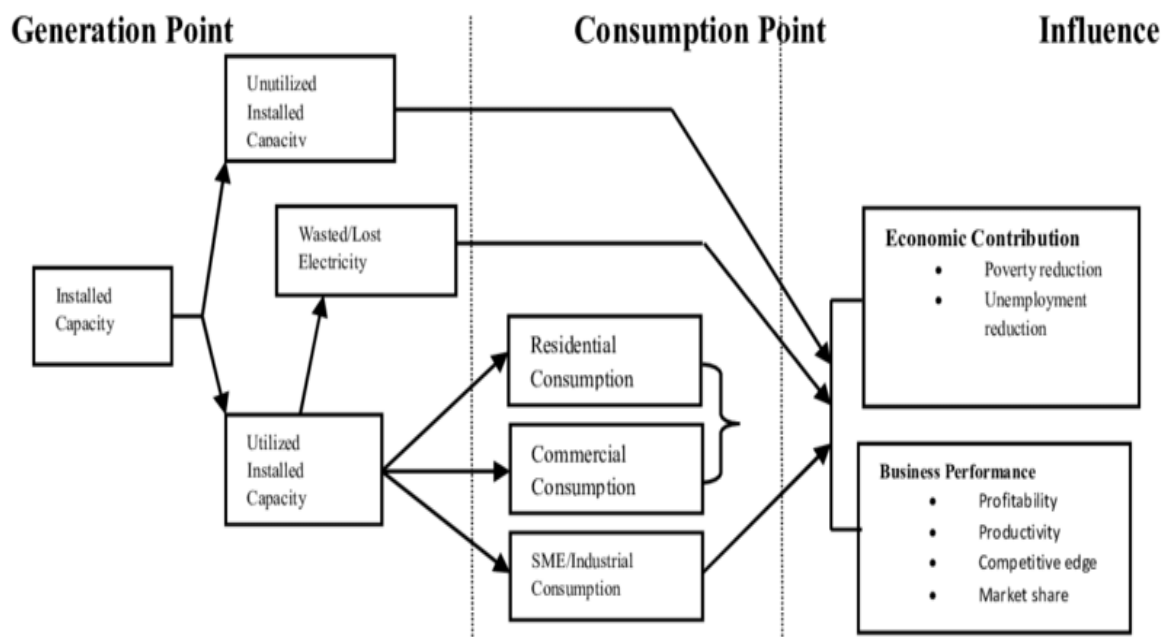 Generation Point
Consumption Point
Influence
Unutilized
Installed
Capacity
Wasted/Lost
Electricity
Installed
Capacity
Utilized
Installed
Capacity
Residential
Consumption
Commercial
Consumption
SME/Industrial
Consumption
Economic Contribution
• Poverty reduction
• Unemployment
reduction
Business Performance
• Profitability
• Productivity
• Competitive edge
• Market share